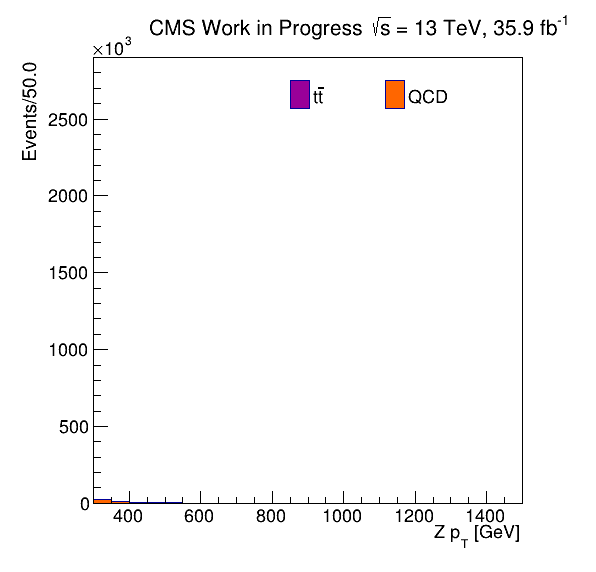 CMS Work in Progress √s = 13 TeV, 35.9 fb⁻¹
×10³
Events/50.0
tt̄
QCD
2500
2000
1500
1000
500
0
400 600 800 1000 1200 1400
Z p_T [GeV]